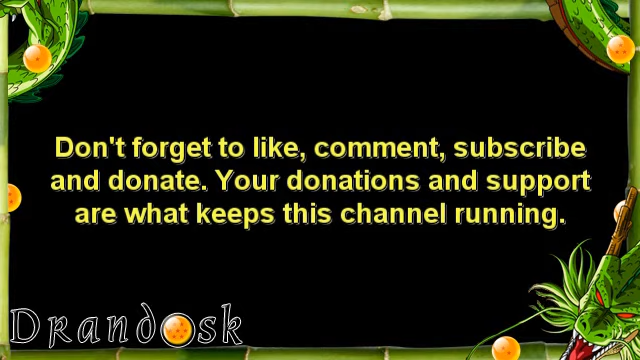 Don't forget to like, comment, subscribe
and donate. Your donations and support
are what keeps this channel running.
Drandosk